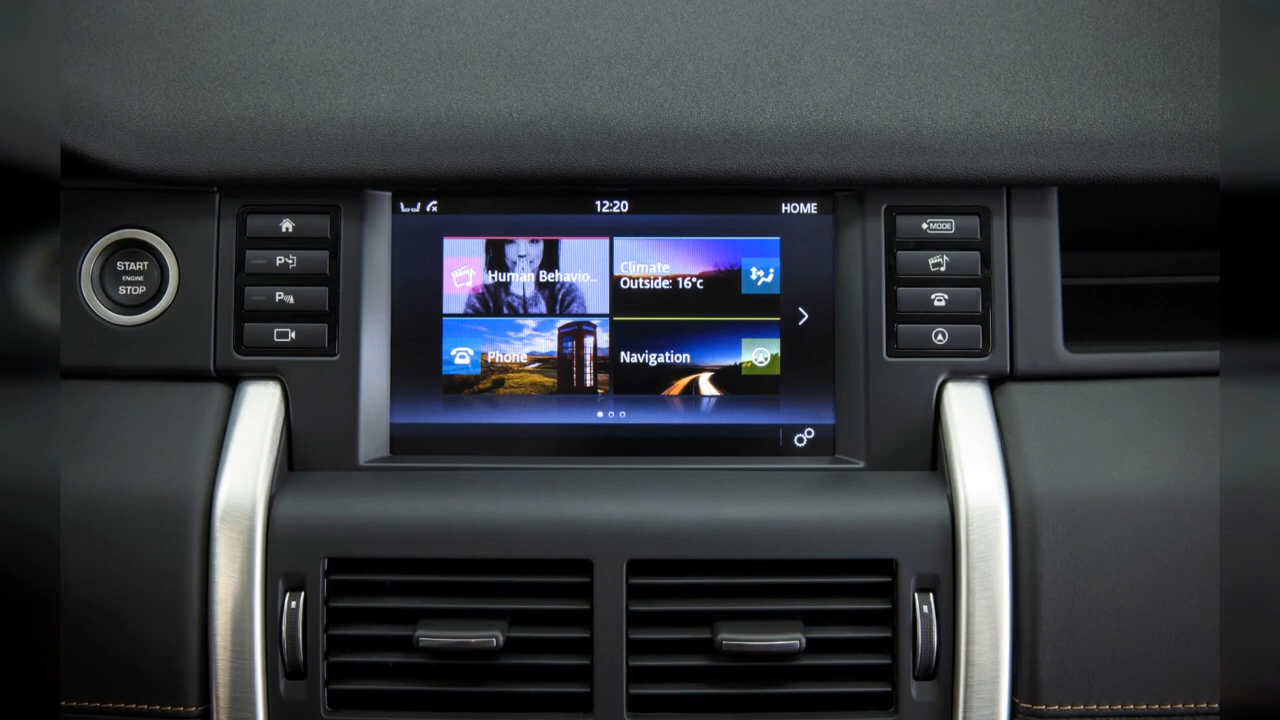 12:20
HOME
START
ENGINE
STOP
P
P
MODE
Human Behavio...
Climate
Outside: 16°c
Phone
Navigation